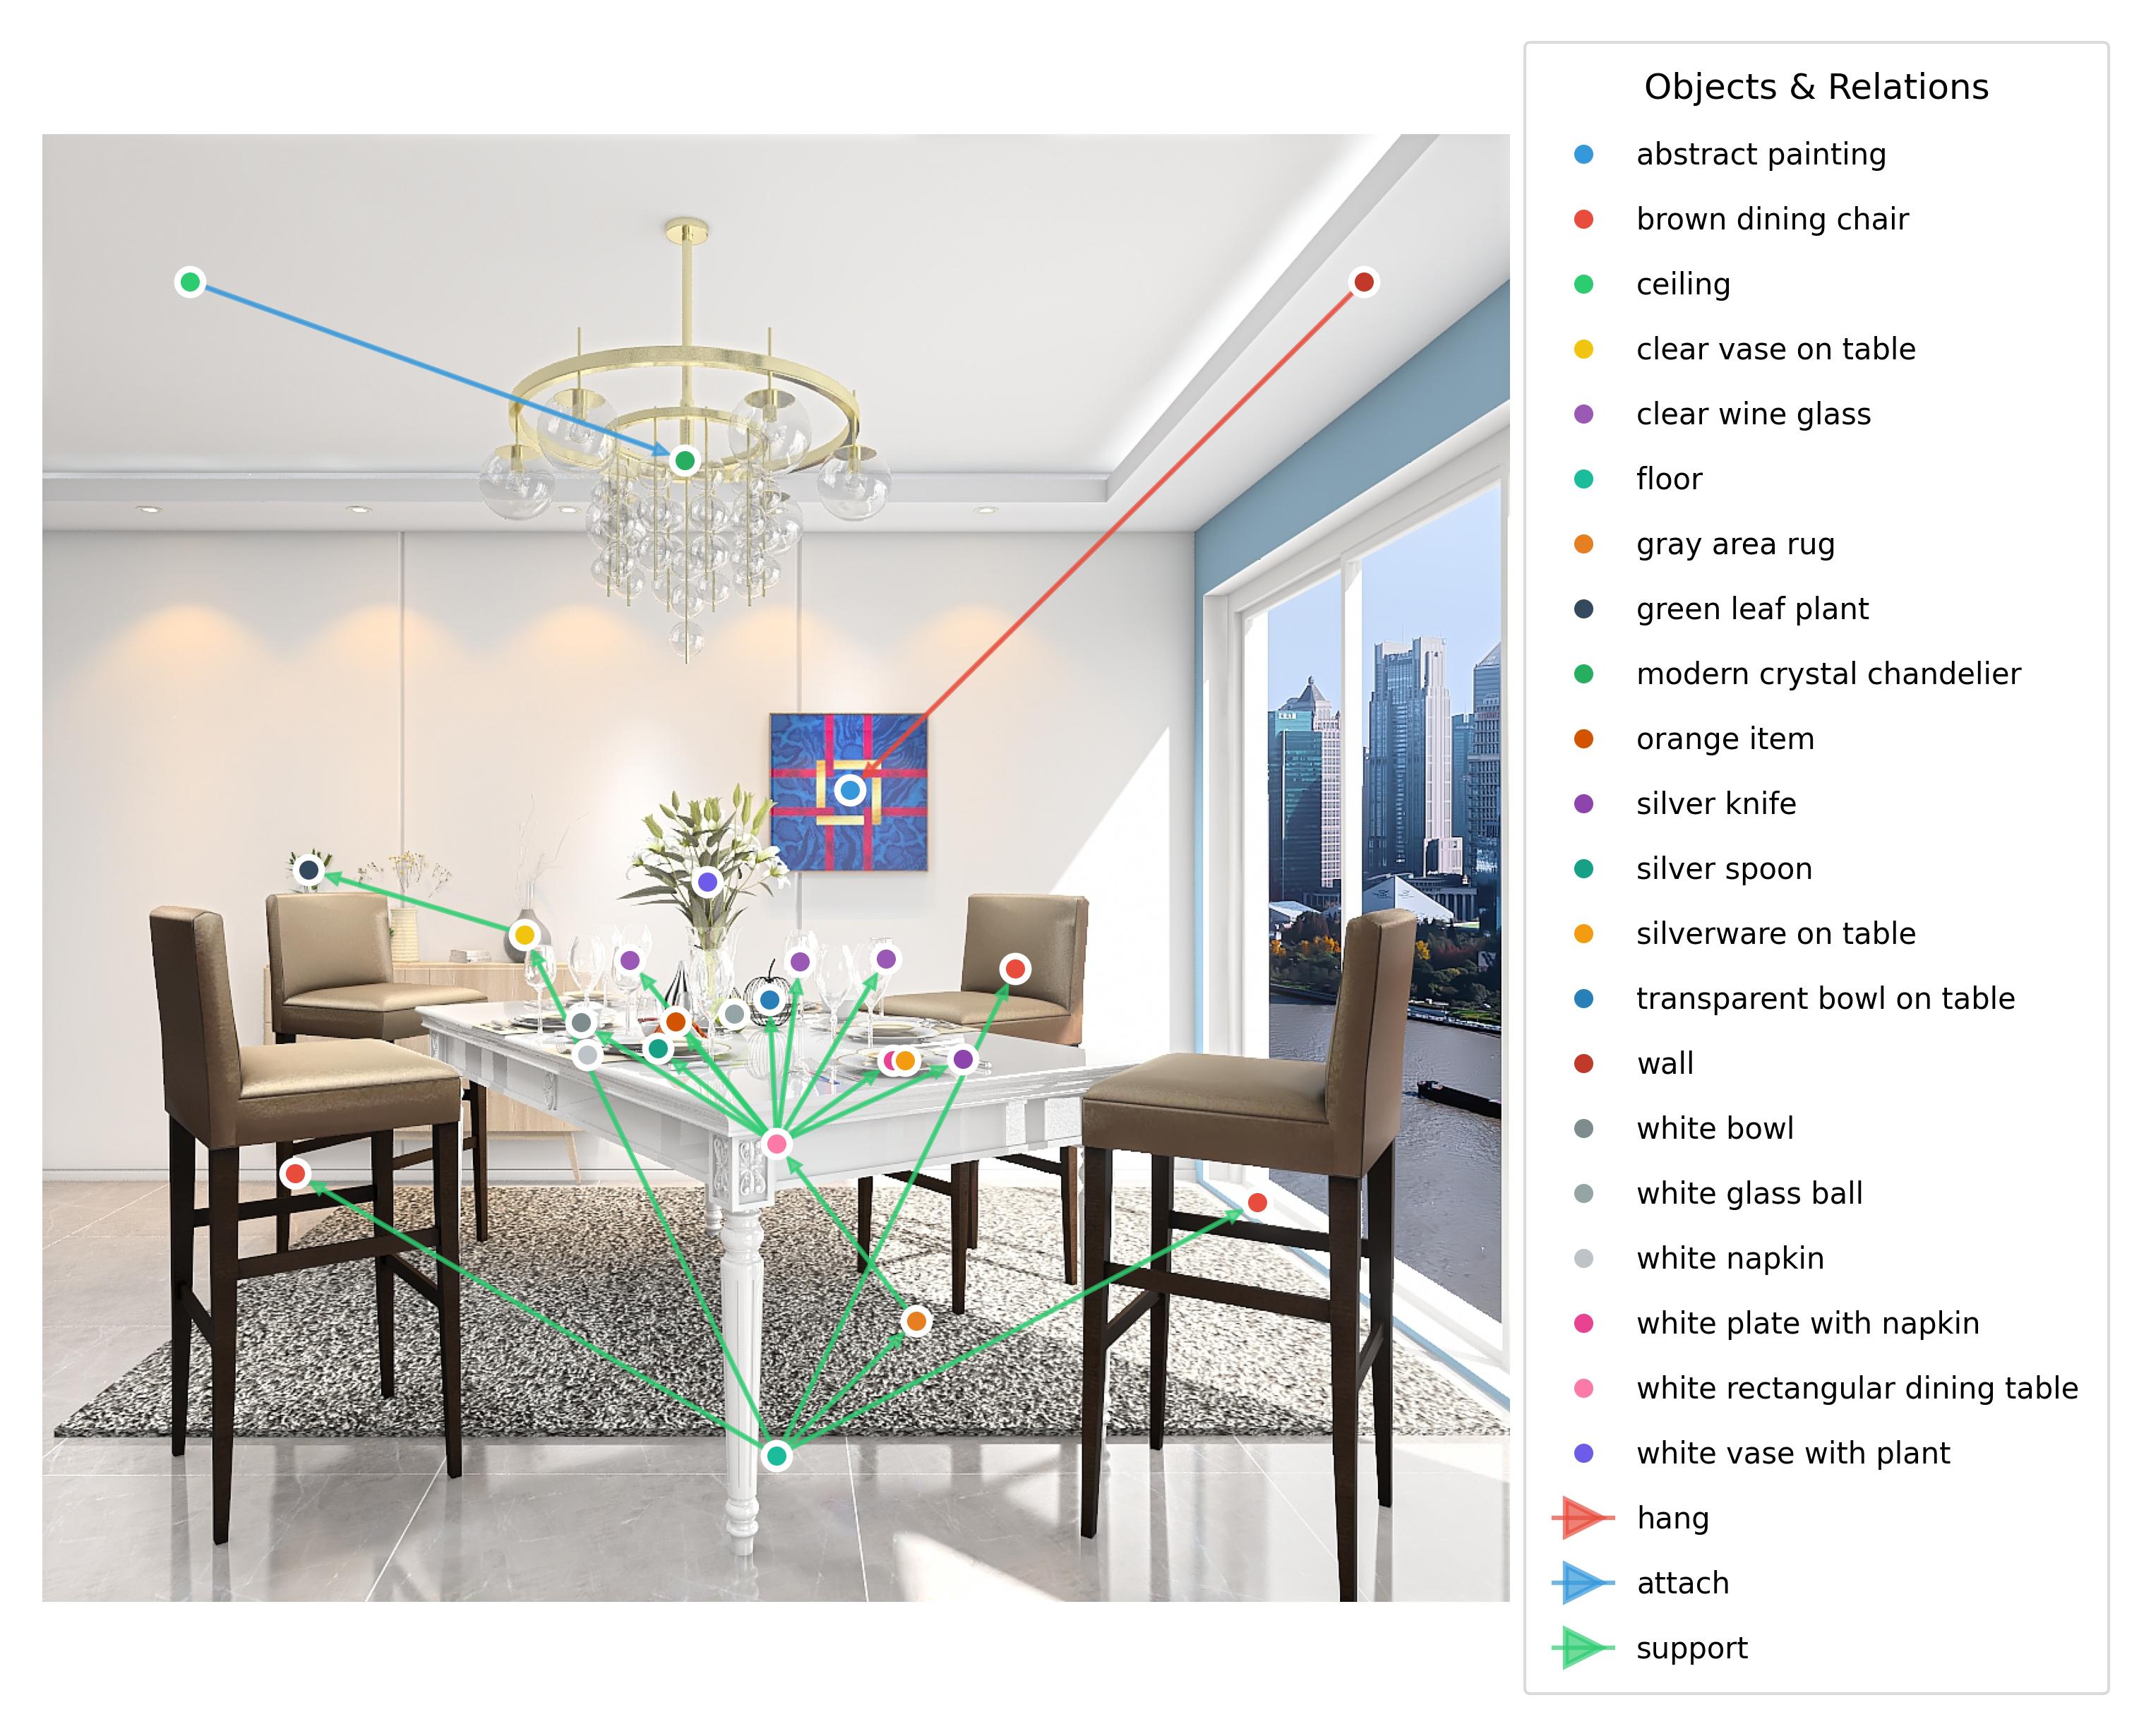 Objects & Relations
abstract painting
brown dining chair
ceiling
clear vase on table
clear wine glass
floor
gray area rug
green leaf plant
modern crystal chandelier
orange item
silver knife
silver spoon
silverware on table
transparent bowl on table
wall
white bowl
white glass ball
white napkin
white plate with napkin
white rectangular dining table
white vase with plant
hang
attach
support